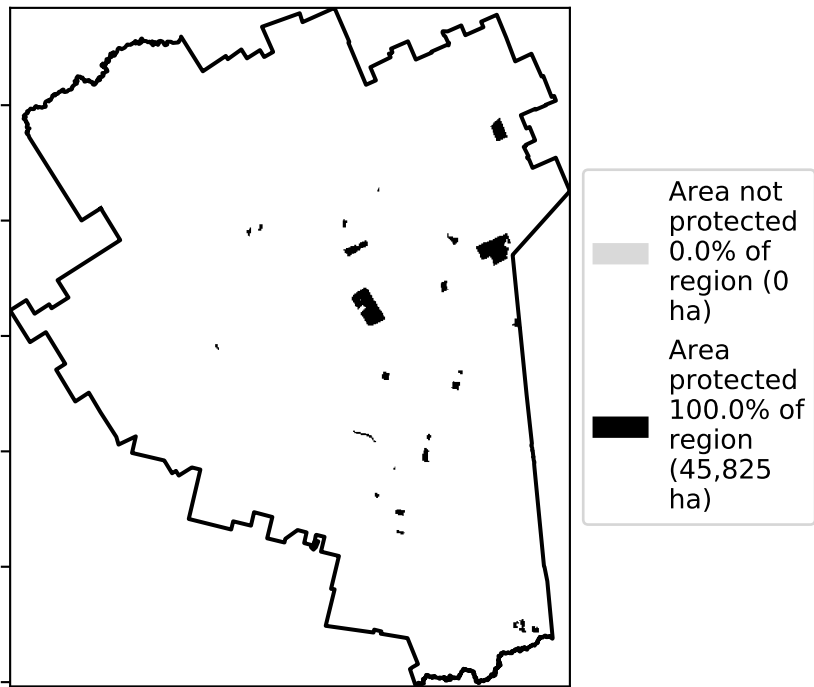 Area not
protected
0.0% of
region (0
ha)
Area
protected
100.0% of
region
(45,825
ha)